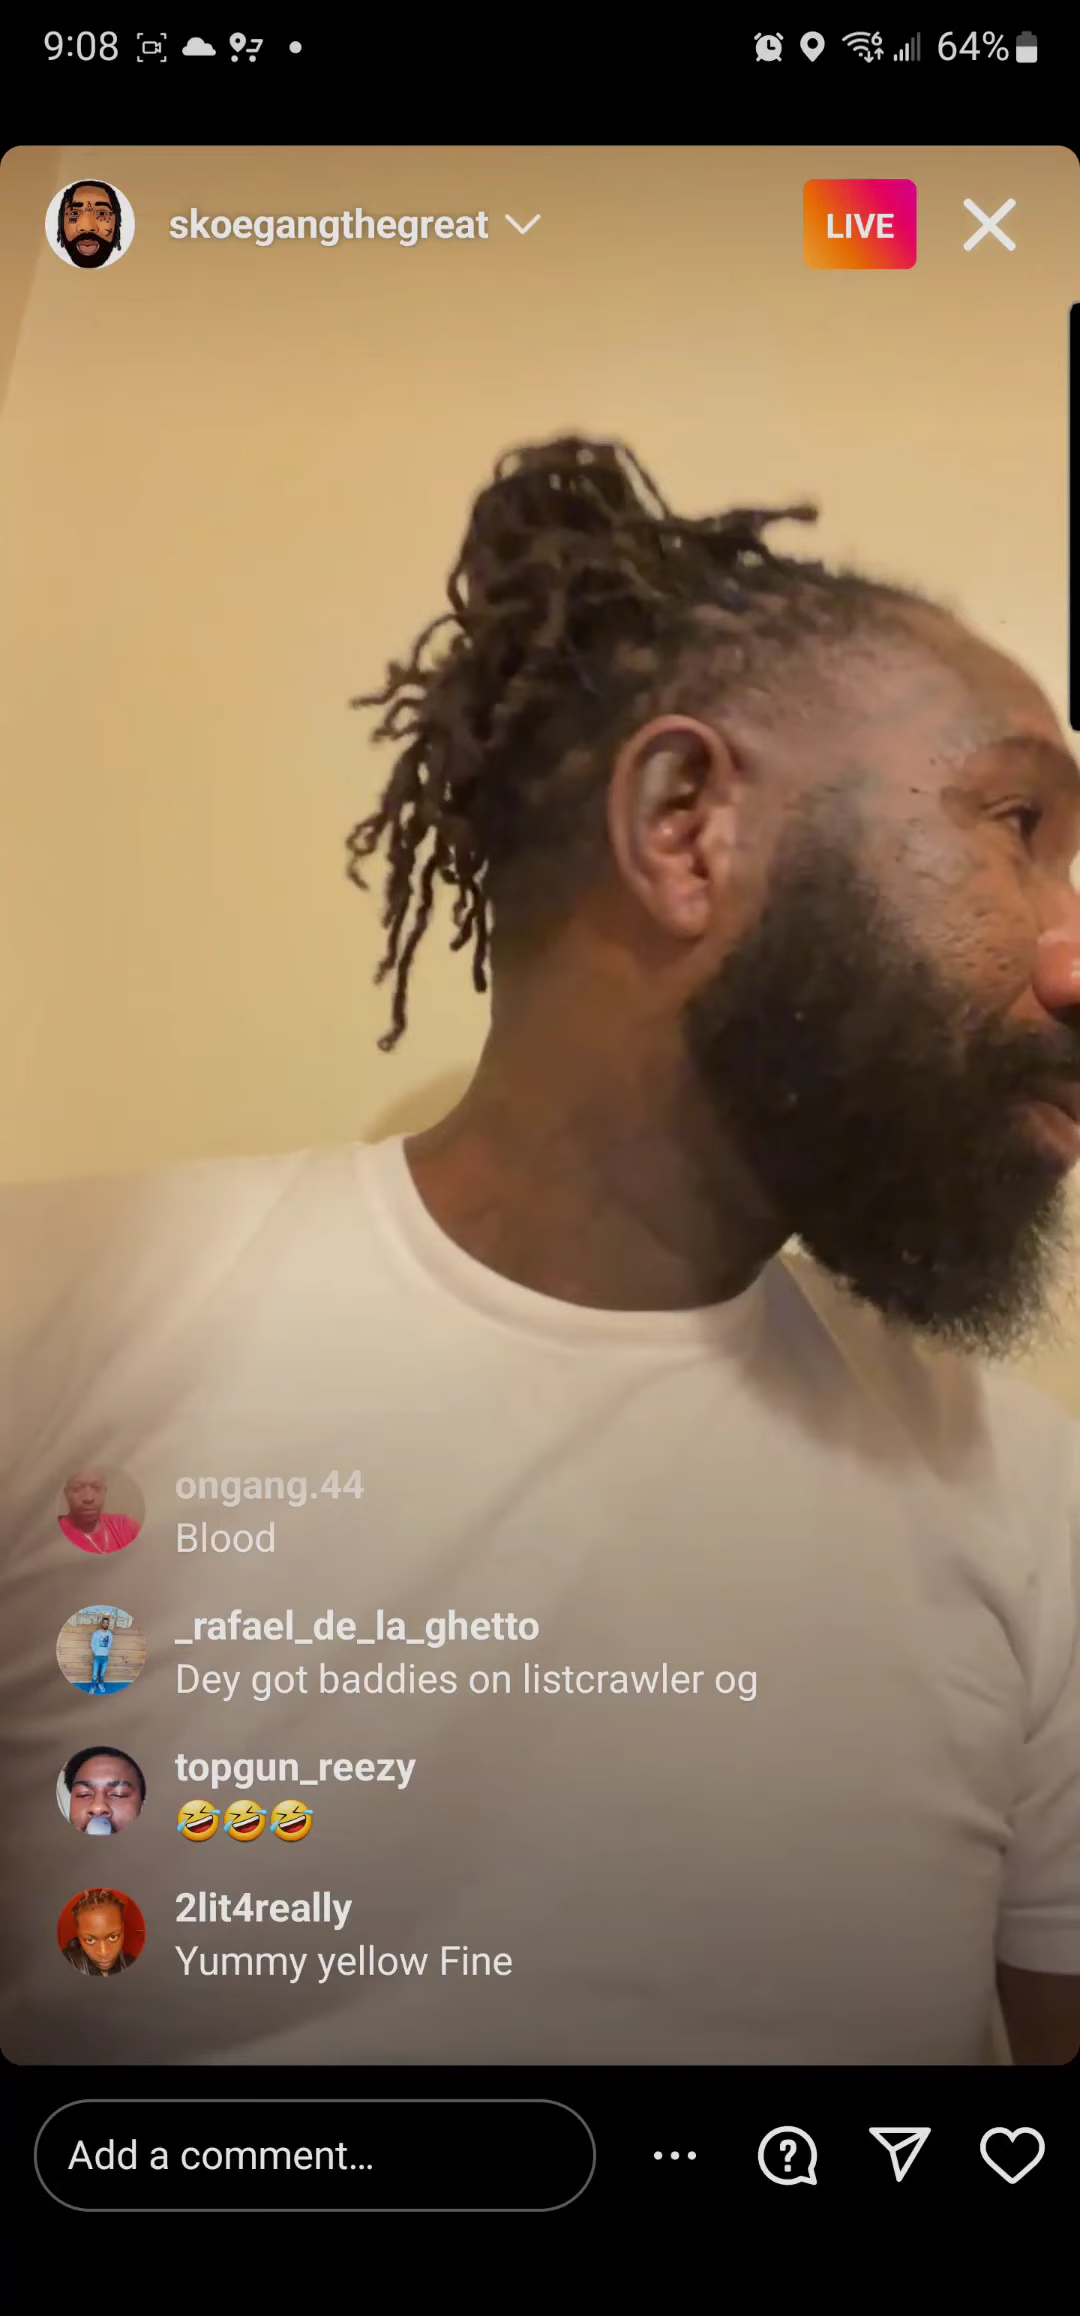 9:08
64%
skoegangthegreat
LIVE
ongang.44
Blood
_rafael_de_la_ghetto
Dey got baddies on listcrawler og
topgun_reezy
🤣🤣🤣
2lit4really
Yummy yellow Fine
Add a comment...